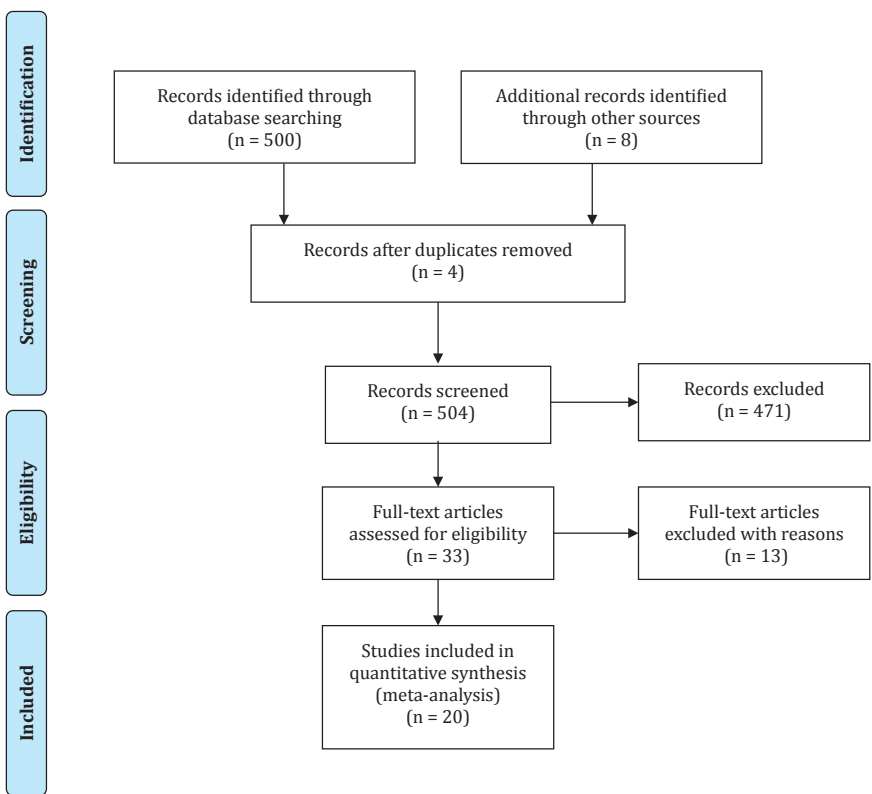 Identification
Records identified through
database searching
(n = 500)
Additional records identified
through other sources
(n = 8)
Screening
Records after duplicates removed
(n = 4)
Records screened
(n = 504)
Records excluded
(n = 471)
Eligibility
Full-text articles
assessed for eligibility
(n = 33)
Full-text articles
excluded with reasons
(n = 13)
Included
Studies included in
quantitative synthesis
(meta-analysis)
(n = 20)